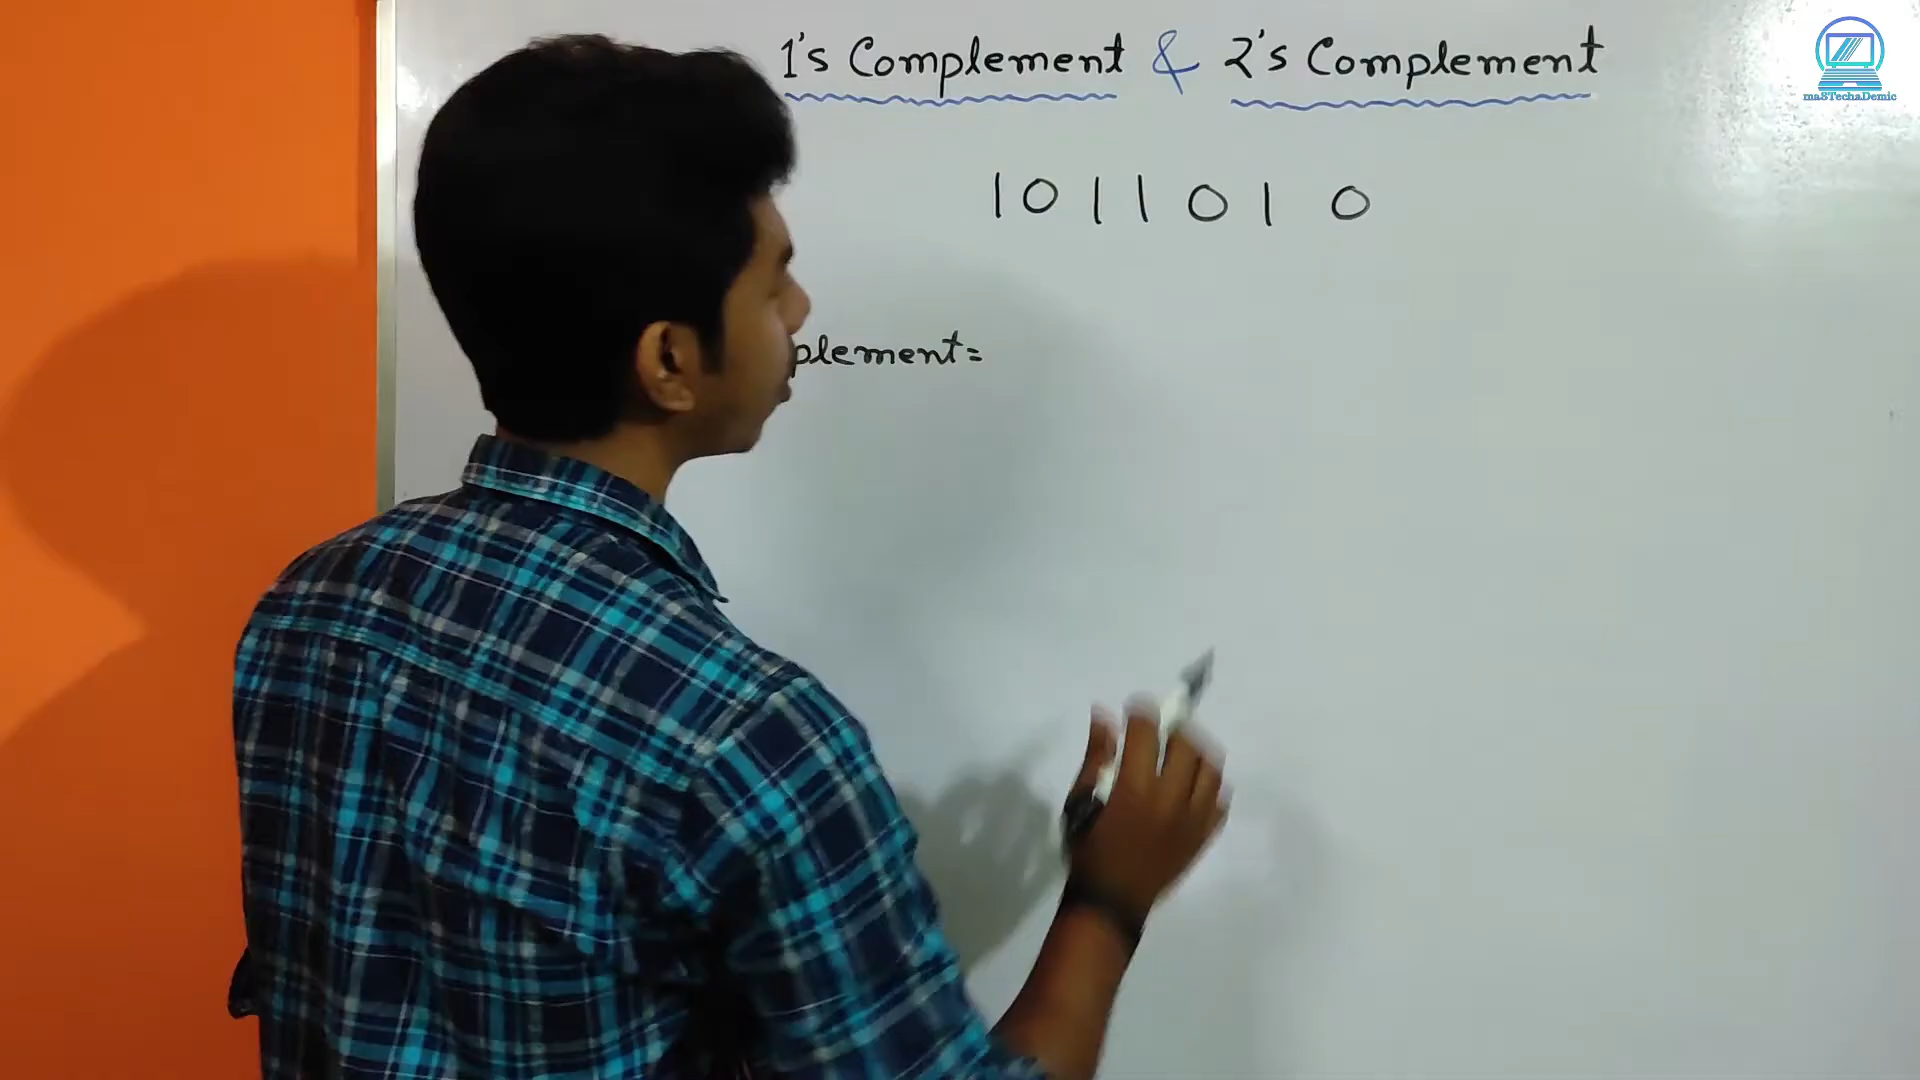 1's Complement & 2's Complement
maSTechaDemic
1 0 1 1 0 1 0
plement=